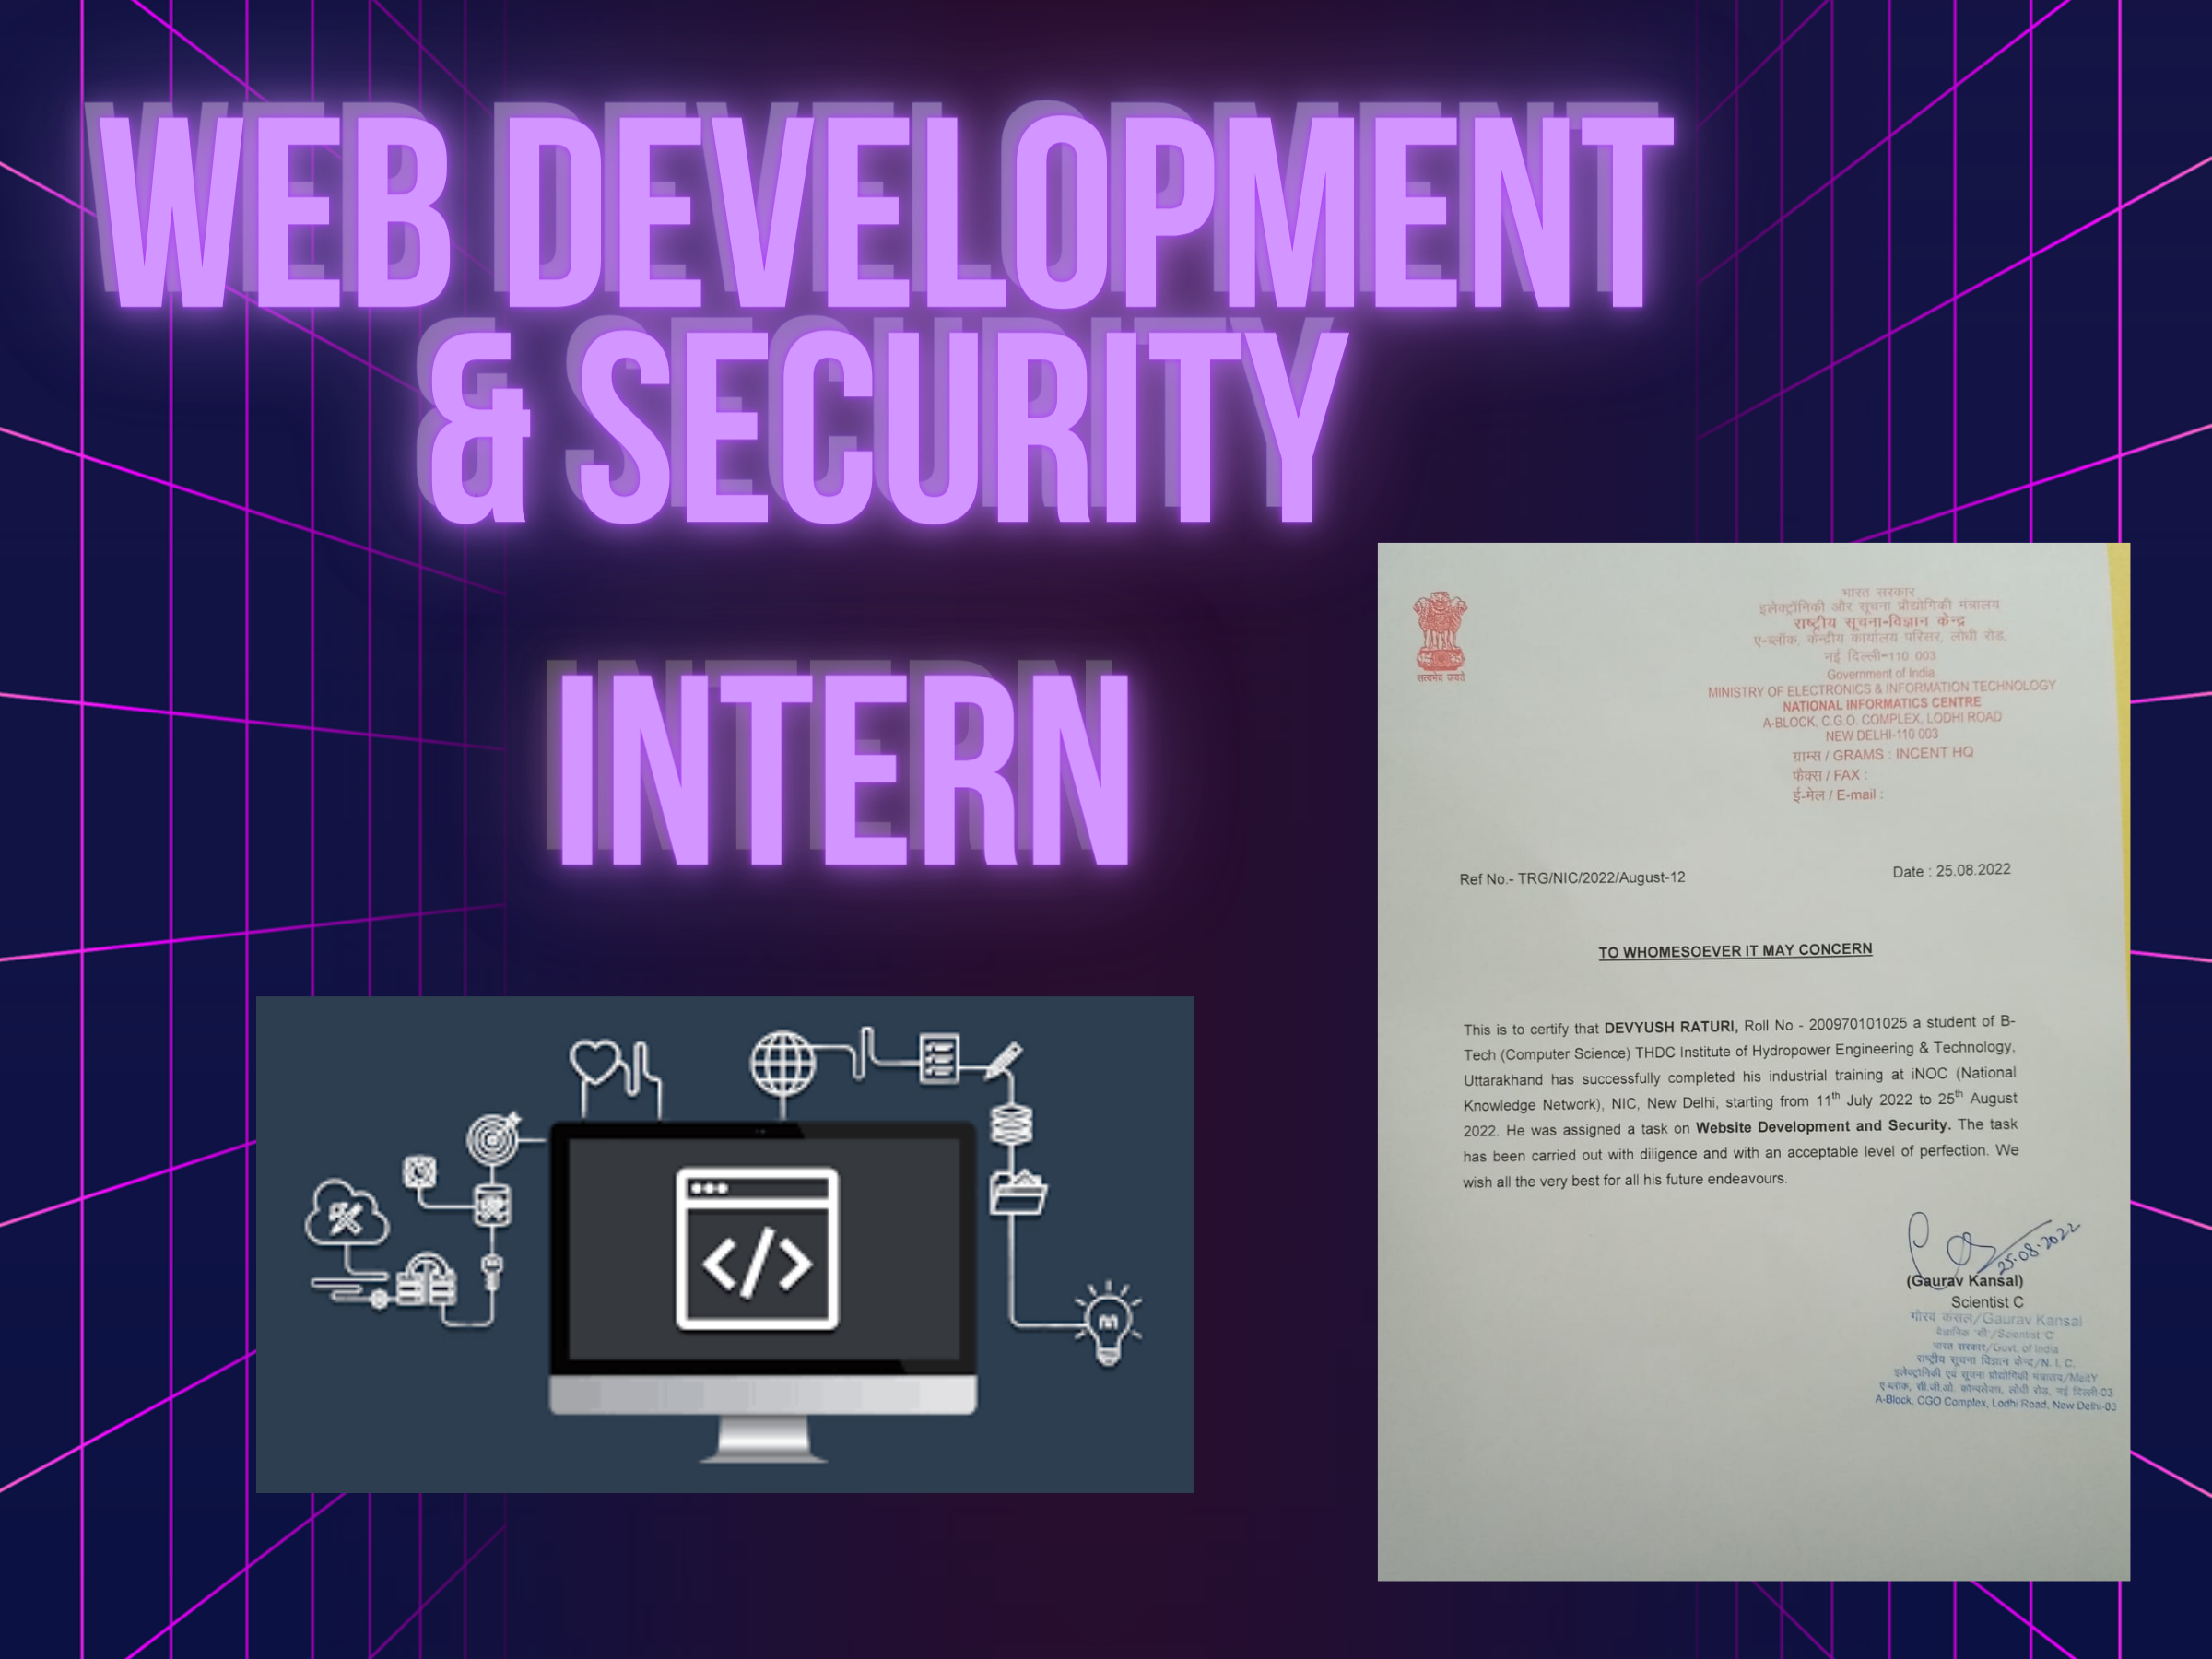 WEB DEVELOPMENT
& SECURITY
INTERN
सत्यमेव जयते
भारत सरकार
इलेक्ट्रॉनिकी और सूचना प्रौद्योगिकी मंत्रालय
राष्ट्रीय सूचना-विज्ञान केन्द्र
ए-ब्लॉक, केन्द्रीय कार्यालय परिसर, लोधी रोड,
नई दिल्ली-110 003
Government of India
MINISTRY OF ELECTRONICS & INFORMATION TECHNOLOGY
NATIONAL INFORMATICS CENTRE
A-BLOCK, C.G.O. COMPLEX, LODHI ROAD
NEW DELHI-110 003
ग्राम्स / GRAMS : INCENT HQ
फैक्स / FAX :
ई-मेल / E-mail :
Ref No.- TRG/NIC/2022/August-12
Date : 25.08.2022
TO WHOMESOEVER IT MAY CONCERN
This is to certify that DEVYUSH RATURI, Roll No - 200970101025 a student of B-
Tech (Computer Science) THDC Institute of Hydropower Engineering & Technology,
Uttarakhand has successfully completed his industrial training at iNOC (National
Knowledge Network), NIC, New Delhi, starting from 11th July 2022 to 25th August
2022. He was assigned a task on Website Development and Security. The task
has been carried out with diligence and with an acceptable level of perfection. We
wish all the very best for all his future endeavours.
25-08-2022
(Gaurav Kansal)
Scientist C
गौरव कंसल/Gaurav Kansal
वैज्ञानिक 'सी'/Scientist 'C'
भारत सरकार/Govt. of India
राष्ट्रीय सूचना विज्ञान केन्द्र/N. I. C.
इलेक्ट्रोनिकी एवं सूचना प्रोद्योगिकी मंत्रालय/MeitY
ए-ब्लॉक, सी.जी.ओ. कॉम्पलेक्स, लोधी रोड, नई दिल्ली-03
A-Block, CGO Complex, Lodhi Road, New Delhi-03